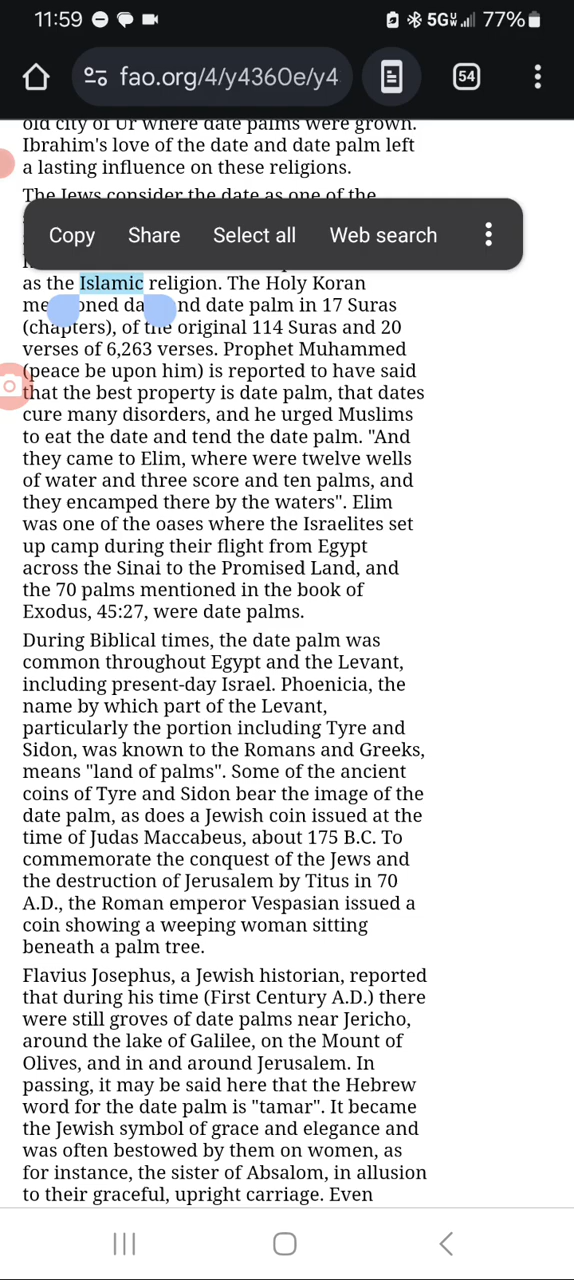 11:59
5G 77%
fao.org/4/y4360e/y4
54
old city of Ur where date palms were grown.
Ibrahim's love of the date and date palm left
a lasting influence on these religions.
The Jews consider the date as one of the
Copy Share Select all Web search
as the Islamic religion. The Holy Koran
and date palm in 17 Suras
(chapters), of the original 114 Suras and 20
verses of 6,263 verses. Prophet Muhammed
(peace be upon him) is reported to have said
that the best property is date palm, that dates
cure many disorders, and he urged Muslims
to eat the date and tend the date palm. "And
they came to Elim, where were twelve wells
of water and three score and ten palms, and
they encamped there by the waters". Elim
was one of the oases where the Israelites set
up camp during their flight from Egypt
across the Sinai to the Promised Land, and
the 70 palms mentioned in the book of
Exodus, 45:27, were date palms.
During Biblical times, the date palm was
common throughout Egypt and the Levant,
including present-day Israel. Phoenicia, the
name by which part of the Levant,
particularly the portion including Tyre and
Sidon, was known to the Romans and Greeks,
means "land of palms". Some of the ancient
coins of Tyre and Sidon bear the image of the
date palm, as does a Jewish coin issued at the
time of Judas Maccabeus, about 175 B.C. To
commemorate the conquest of the Jews and
the destruction of Jerusalem by Titus in 70
A.D., the Roman emperor Vespasian issued a
coin showing a weeping woman sitting
beneath a palm tree.
Flavius Josephus, a Jewish historian, reported
that during his time (First Century A.D.) there
were still groves of date palms near Jericho,
around the lake of Galilee, on the Mount of
Olives, and in and around Jerusalem. In
passing, it may be said here that the Hebrew
word for the date palm is "tamar". It became
the Jewish symbol of grace and elegance and
was often bestowed by them on women, as
for instance, the sister of Absalom, in allusion
to their graceful, upright carriage. Even